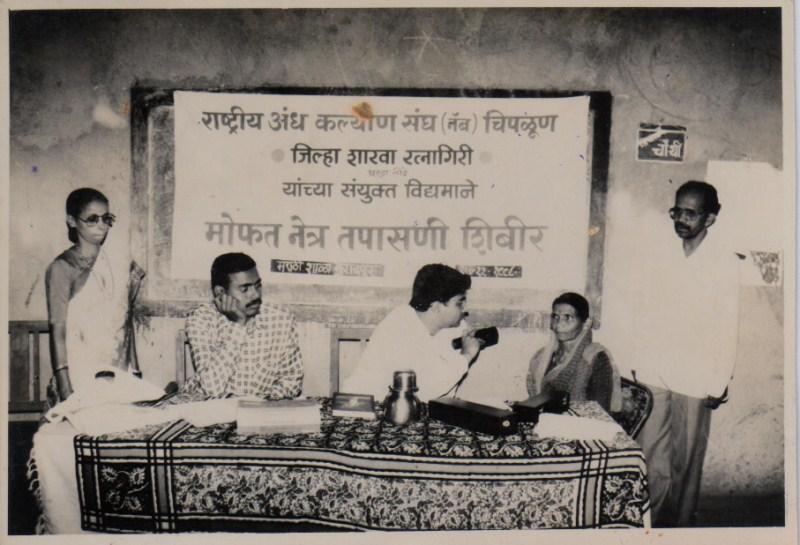 राष्ट्रीय अंध कल्याण संघ (नॅब) चिपळूण
जिल्हा शाखा रत्नागिरी
यांच्या संयुक्त विद्यमाने
मोफत नेत्र तपासणी शिबीर
चौथी